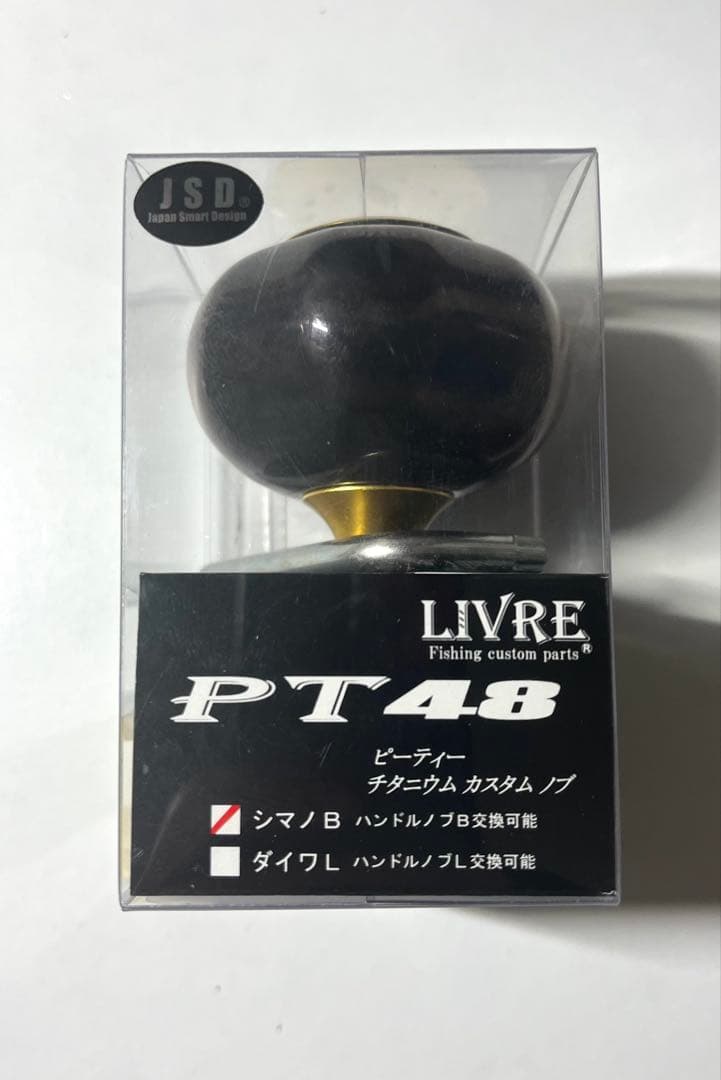 JSD®
Japan Smart Design
LIVRE
Fishing custom parts®
PT48
ピーティー
チタニウム カスタム ノブ
シマノB ハンドルノブB交換可能
ダイワL ハンドルノブL交換可能